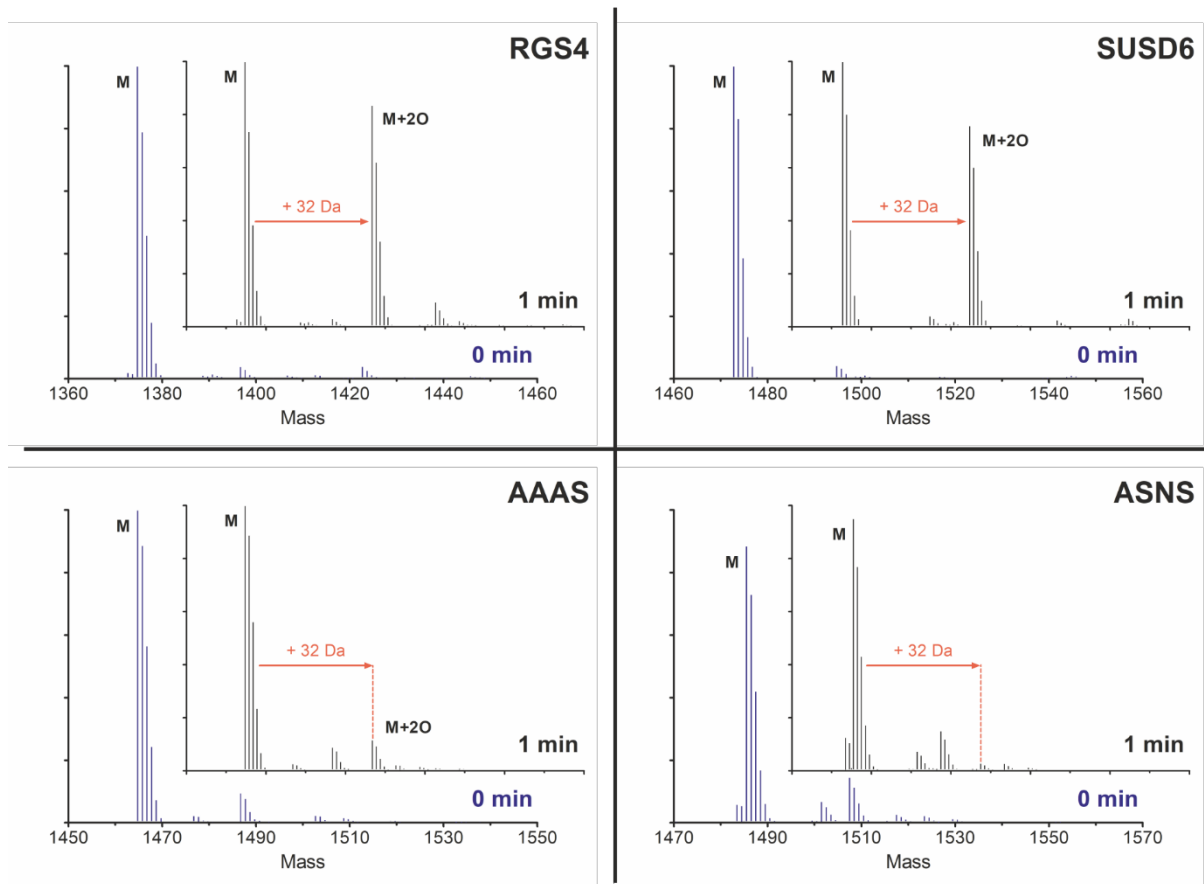 RGS4
M
M
M+2O
+ 32 Da
1 min
0 min
1360 1380 1400 1420 1440 1460
Mass
SUSD6
M
M
M+2O
+ 32 Da
1 min
0 min
1460 1480 1500 1520 1540 1560
Mass
AAAS
M
M
+ 32 Da
M+2O
1 min
0 min
1450 1470 1490 1510 1530 1550
Mass
ASNS
M
M
+ 32 Da
1 min
0 min
1470 1490 1510 1530 1550 1570
Mass